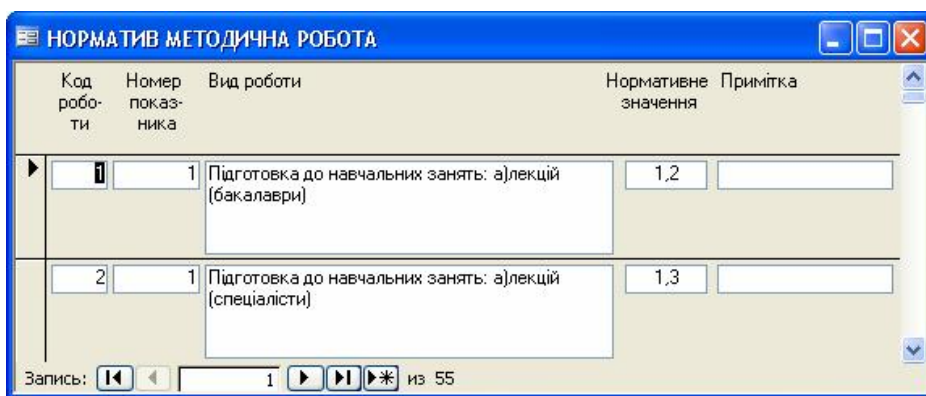 НОРМАТИВ МЕТОДИЧНА РОБОТА
Код робо- ти Номер показ- ника Вид роботи Нормативне значення Примітка
1 1 Підготовка до навчальних занять: а)лекцій (бакалаври) 1,2
2 1 Підготовка до навчальних занять: а)лекцій (спеціалісти) 1,3
Запись: 1 из 55